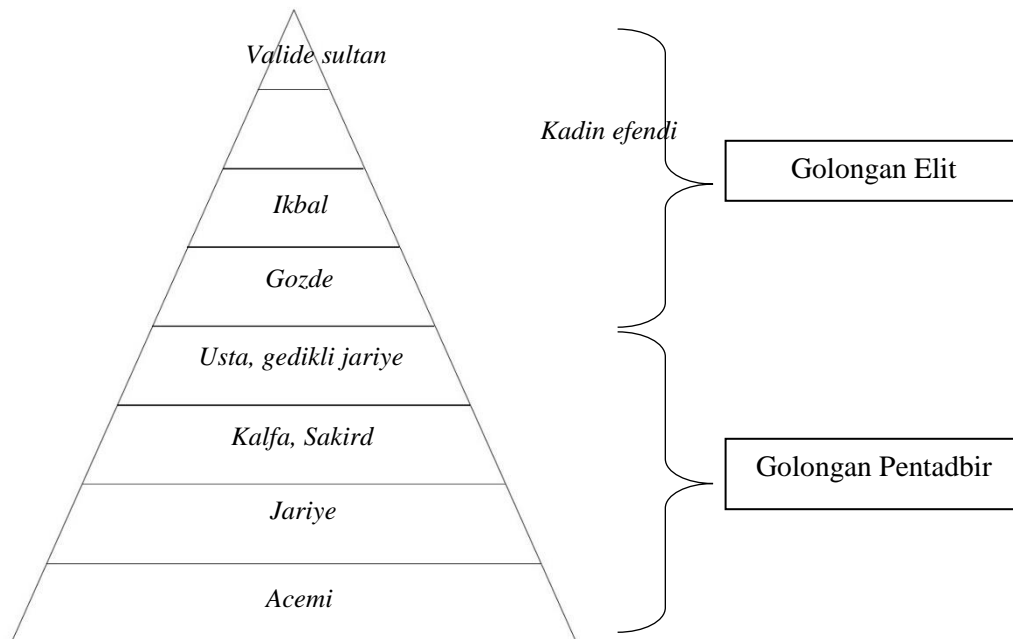 Valide sultan
Kadin efendi
Golongan Elit
Ikbal
Gozde
Usta, gedikli jariye
Kalfa, Sakird
Golongan Pentadbir
Jariye
Acemi